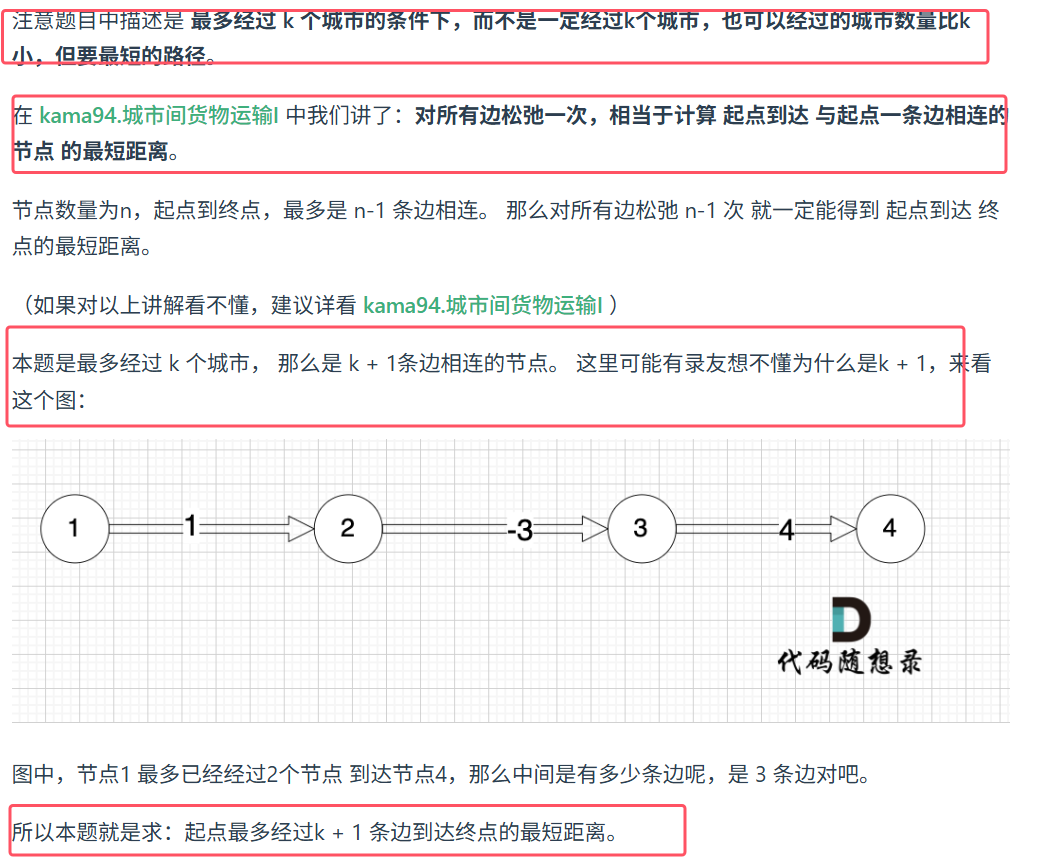 注意题目中描述是 最多经过 k 个城市的条件下，而不是一定经过k个城市，也可以经过的城市数量比k
小，但要最短的路径。
在 kama94.城市间货物运输I 中我们讲了：对所有边松弛一次，相当于计算 起点到达 与起点一条边相连的
节点 的最短距离。
节点数量为n，起点到终点，最多是 n-1 条边相连。 那么对所有边松弛 n-1 次 就一定能得到 起点到达 终
点的最短距离。
（如果对以上讲解看不懂，建议详看 kama94.城市间货物运输I ）
本题是最多经过 k 个城市， 那么是 k + 1条边相连的节点。 这里可能有录友想不懂为什么是k + 1，来看
这个图：
1 1 2 -3 3 4 4
代码随想录
图中，节点1 最多已经经过2个节点 到达节点4，那么中间是有多少条边呢，是 3 条边对吧。
所以本题就是求：起点最多经过k + 1 条边到达终点的最短距离。